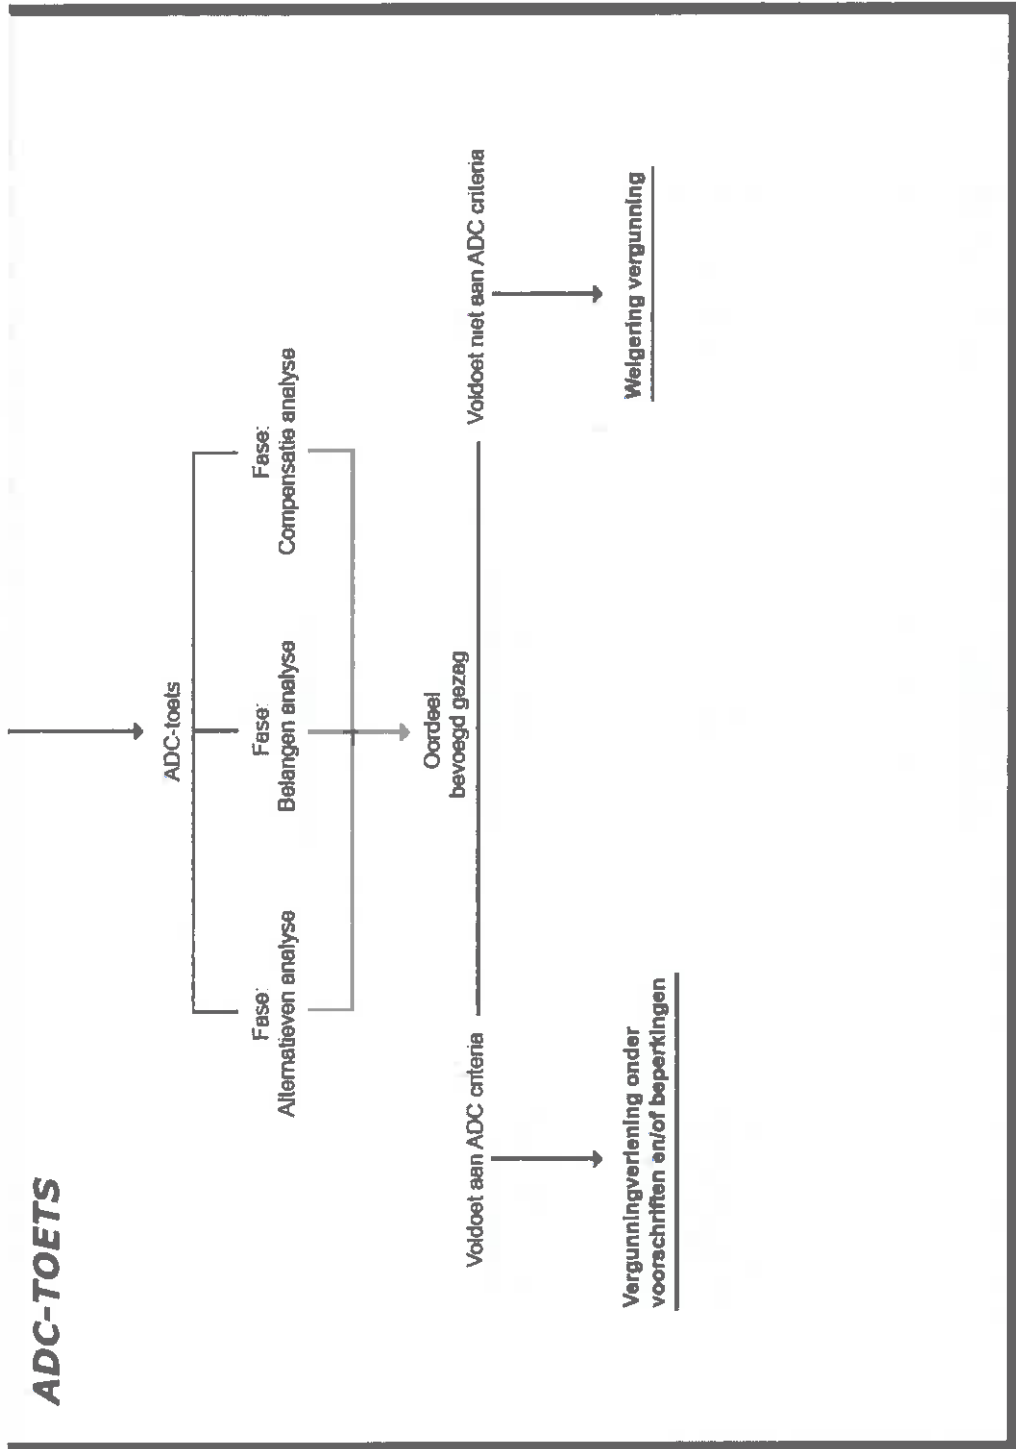 ADC-TOETS
ADC-toets
Fase:
Alternatieven analyse
Fase:
Belangen analyse
Fase:
Compensatie analyse
Oordeel
bevoegd gezag
Voldoet aan ADC criteria
Voldoet niet aan ADC criteria
Vergunningverlening onder
voorschriften en/of beperkingen
Weigering vergunning